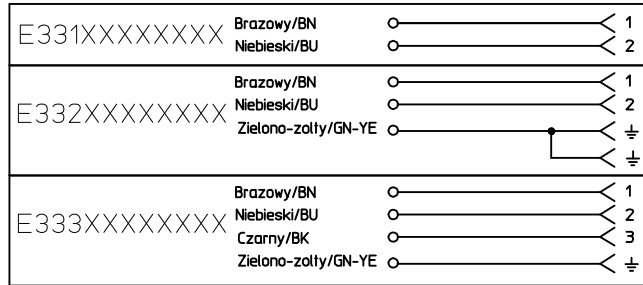 E331XXXXXXXX
Brazowy/BN 1
Niebieski/BU 2
E332XXXXXXXX
Brazowy/BN 1
Niebieski/BU 2
Zielono-zolty/GN-YE
E333XXXXXXXX
Brazowy/BN 1
Niebieski/BU 2
Czarny/BK 3
Zielono-zolty/GN-YE